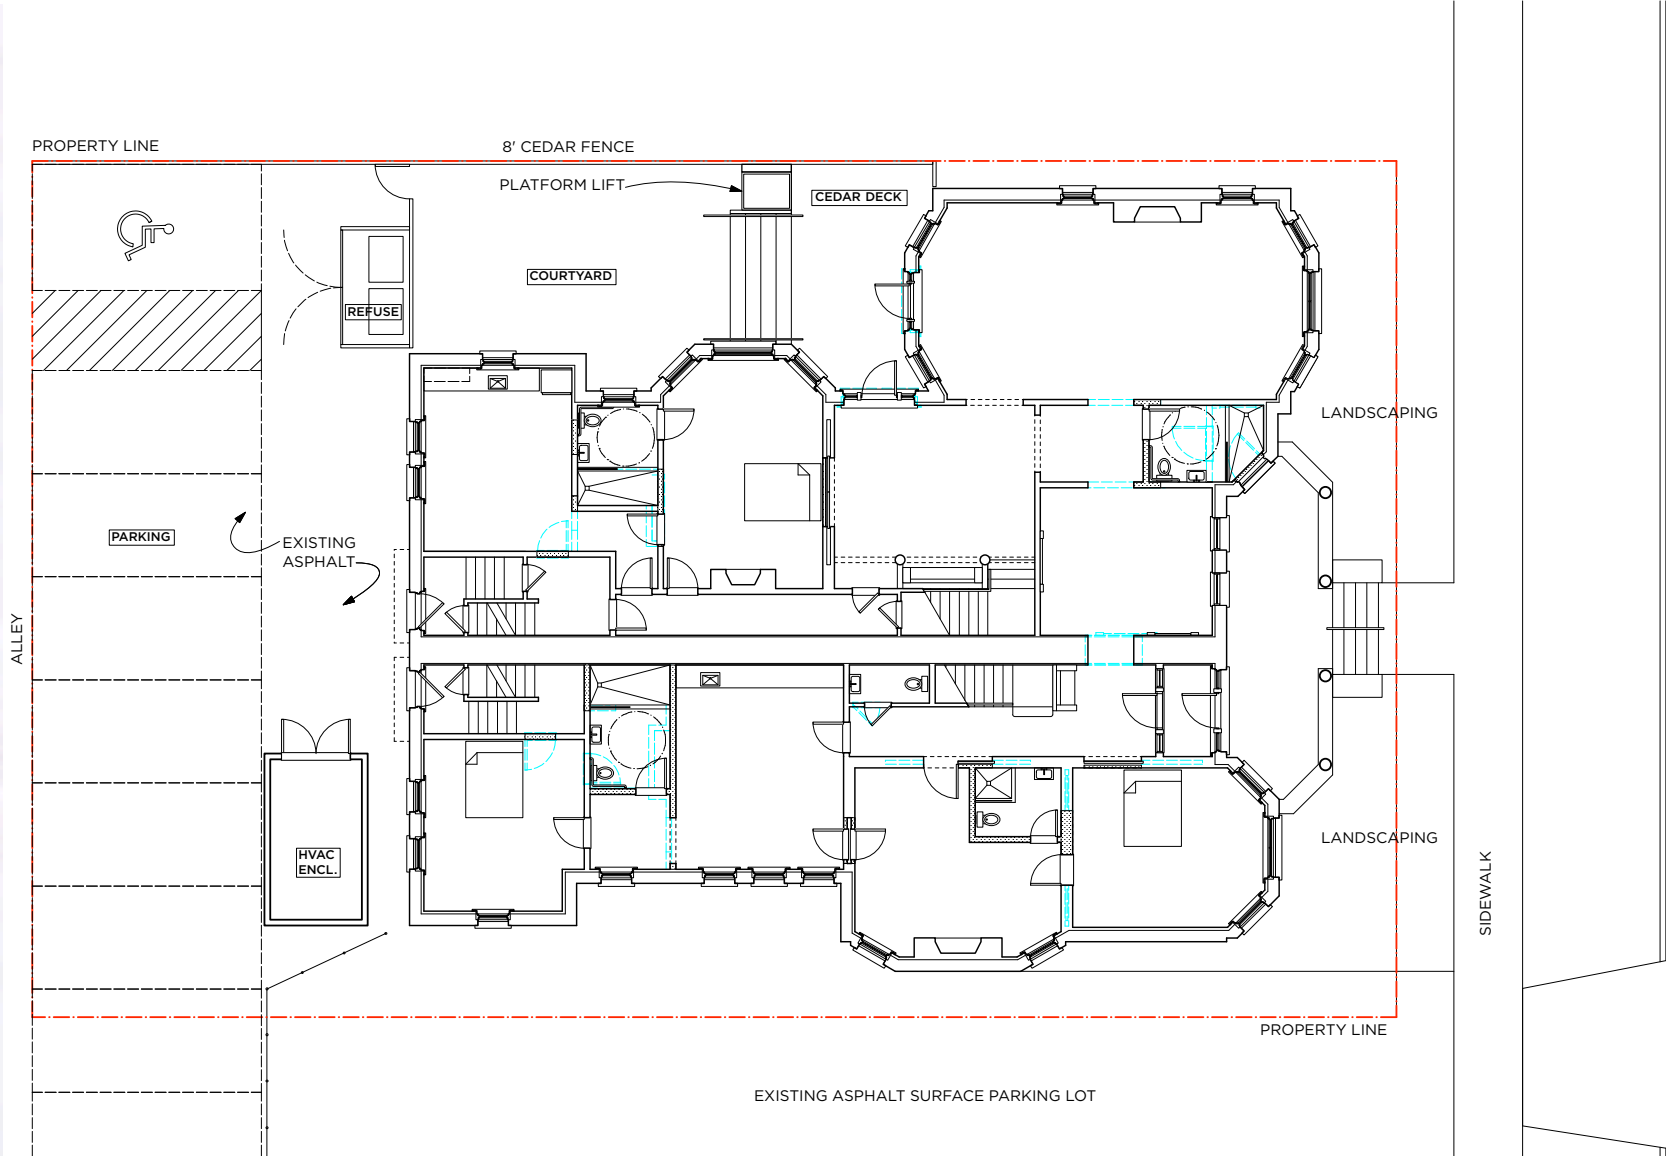 PROPERTY LINE
8' CEDAR FENCE
PLATFORM LIFT
CEDAR DECK
COURTYARD
REFUSE
LANDSCAPING
PARKING
EXISTING
ASPHALT
ALLEY
HVAC
ENCL.
LANDSCAPING
SIDEWALK
PROPERTY LINE
EXISTING ASPHALT SURFACE PARKING LOT